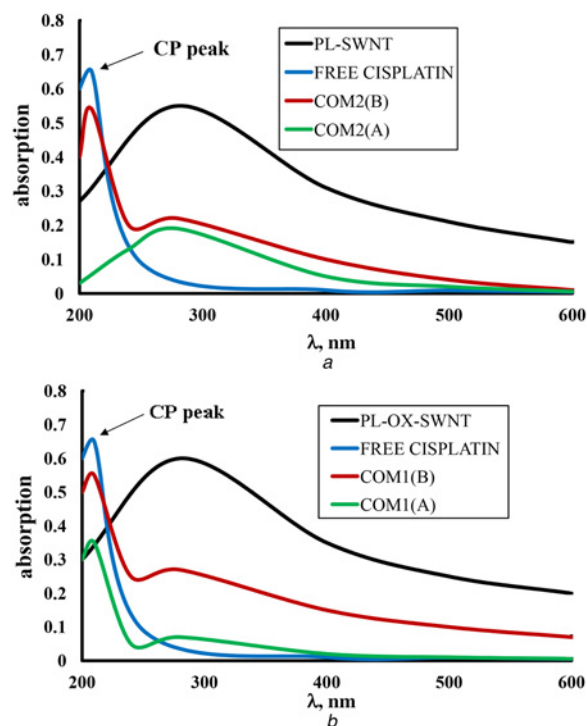 0.8
0.7
0.6
0.5
0.4
0.3
0.2
0.1
0
absorption
CP peak
PL-SWNT
FREE CISPLATIN
COM2(B)
COM2(A)
200 300 400 500 600
λ, nm
a
0.8
0.7
0.6
0.5
0.4
0.3
0.2
0.1
0
absorption
CP peak
PL-OX-SWNT
FREE CISPLATIN
COM1(B)
COM1(A)
200 300 400 500 600
λ, nm
b